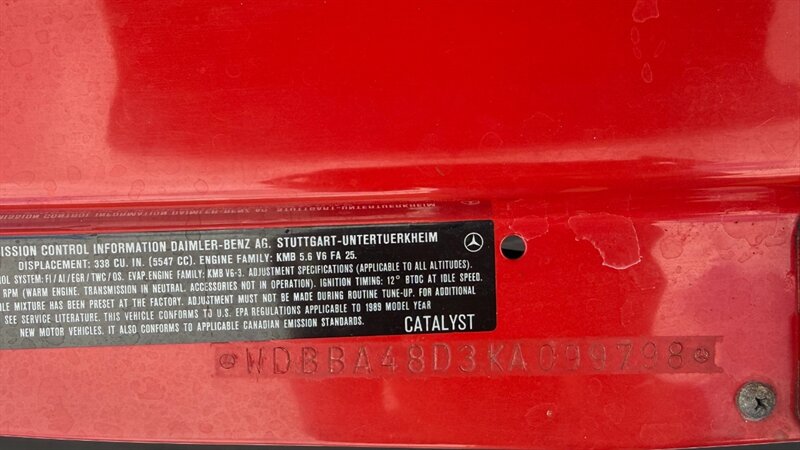 ISSION CONTROL INFORMATION DAIMLER-BENZ AG. STUTTGART-UNTERTUERKHEIM
DISPLACEMENT: 338 CU. IN. (5547 CC). ENGINE FAMILY: KMB 5.6 V6 FA 25.
OL SYSTEM: FI/AI/EGR/TWC/OS. EVAP. ENGINE FAMILY: KMB VG-3. ADJUSTMENT SPECIFICATIONS (APPLICABLE TO ALL ALTITUDES).
RPM (WARM ENGINE. TRANSMISSION IN NEUTRAL. ACCESSORIES NOT IN OPERATION). IGNITION TIMING: 12° BTDC AT IDLE SPEED.
LE MIXTURE HAS BEEN PRESET AT THE FACTORY. ADJUSTMENT MUST NOT BE MADE DURING ROUTINE TUNE-UP. FOR ADDITIONAL
SEE SERVICE LITERATURE. THIS VEHICLE CONFORMS TO U.S. EPA REGULATIONS APPLICABLE TO 1989 MODEL YEAR
NEW MOTOR VEHICLES. IT ALSO CONFORMS TO APPLICABLE CANADIAN EMISSION STANDARDS.
CATALYST
WDBBA48D3KA099798